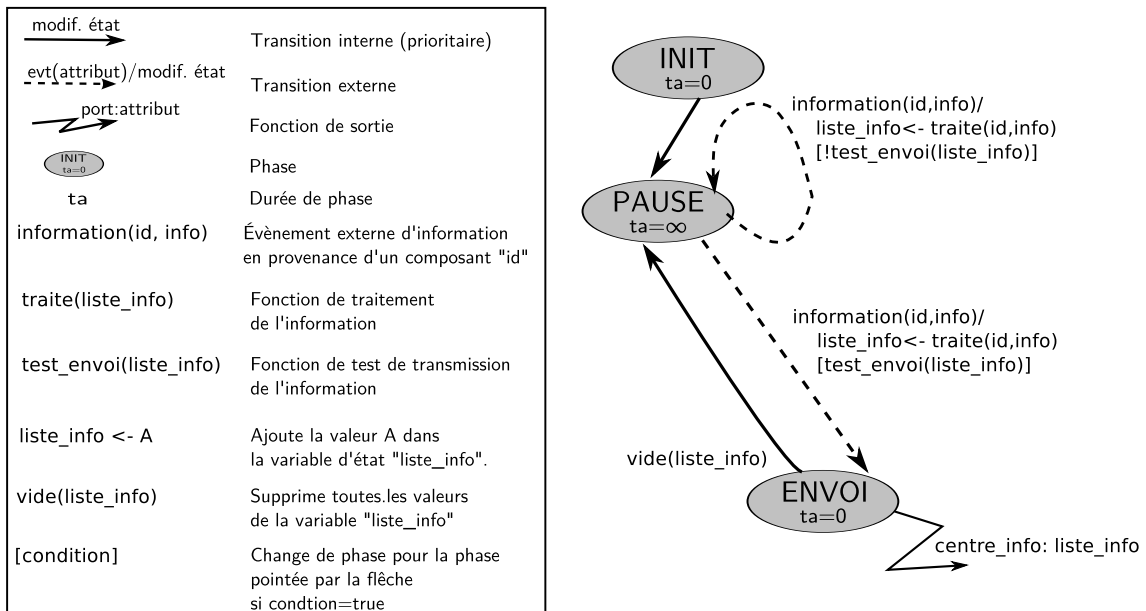 modif. état
Transition interne (prioritaire)
evt(attribut)/modif. état
Transition externe
port:attribut
Fonction de sortie
INIT
ta=0
Phase
ta
Durée de phase
information(id, info)
Évènement externe d'information
en provenance d'un composant "id"
traite(liste_info)
Fonction de traitement
de l'information
test_envoi(liste_info)
Fonction de test de transmission
de l'information
liste_info <- A
Ajoute la valeur A dans
la variable d'état "liste_info".
vide(liste_info)
Supprime toutes.les valeurs
de la variable "liste_info"
[condition]
Change de phase pour la phase
pointée par la flêche
si condtion=true
INIT
ta=0
information(id,info)/
liste_info<- traite(id,info)
[!test_envoi(liste_info)]
PAUSE
ta=∞
information(id,info)/
liste_info<- traite(id,info)
[test_envoi(liste_info)]
vide(liste_info)
ENVOI
ta=0
centre_info: liste_info